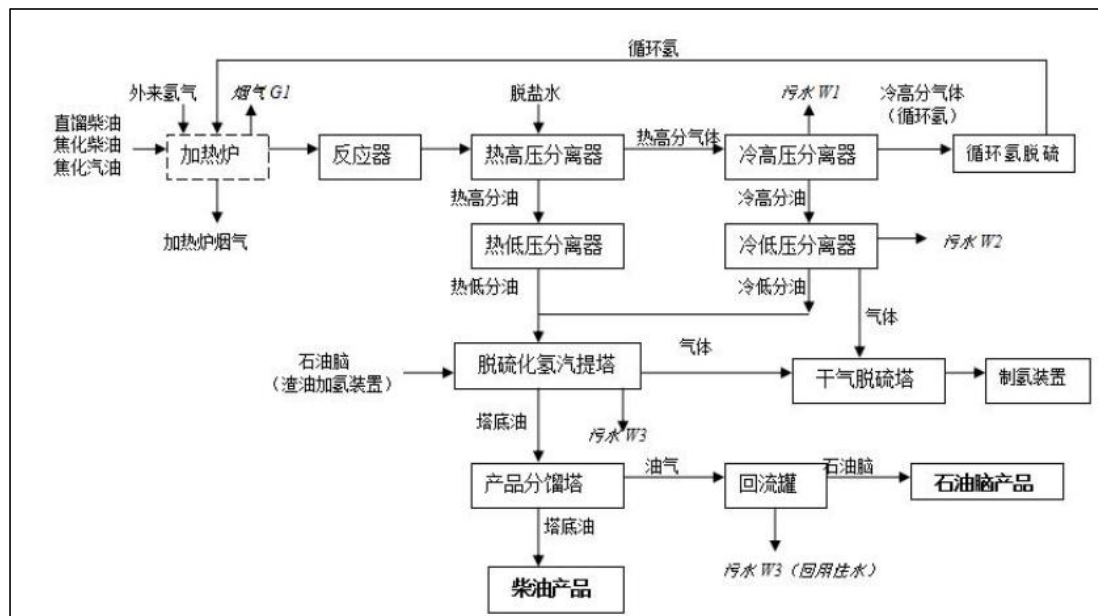 循环氢
外来氢气
烟气 G1
脱盐水
污水 W1
冷高分气体
（循环氢）
直馏柴油
焦化柴油
焦化汽油
加热炉
反应器
热高压分离器
热高分气体
冷高压分离器
循环氢脱硫
热高分油
冷高分油
加热炉烟气
热低压分离器
冷低压分离器
污水 W2
热低分油
冷低分油
气体
石油脑
（渣油加氢装置）
脱硫化氢汽提塔
气体
干气脱硫塔
制氢装置
塔底油
污水 W3
产品分馏塔
油气
回流罐
石油脑
石油脑产品
塔底油
污水 W3（回用住水）
柴油产品